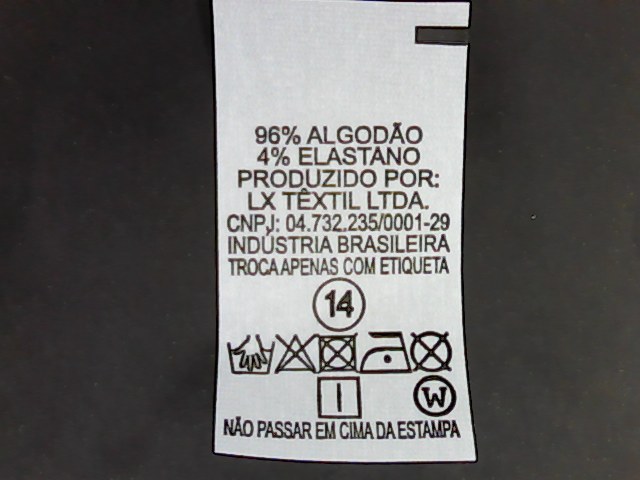 96% ALGODÃO
4% ELASTANO
PRODUZIDO POR:
LX TÊXTIL LTDA.
CNPJ: 04.732.235/0001-29
INDÚSTRIA BRASILEIRA
TROCA APENAS COM ETIQUETA
14
W
NÃO PASSAR EM CIMA DA ESTAMPA